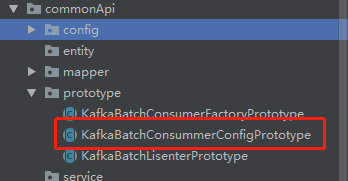 commonApi
config
entity
mapper
prototype
KafkaBatchConsumerFactoryPrototype
KafkaBatchConsummerConfigPrototype
KafkaBatchLisenterPrototype
service